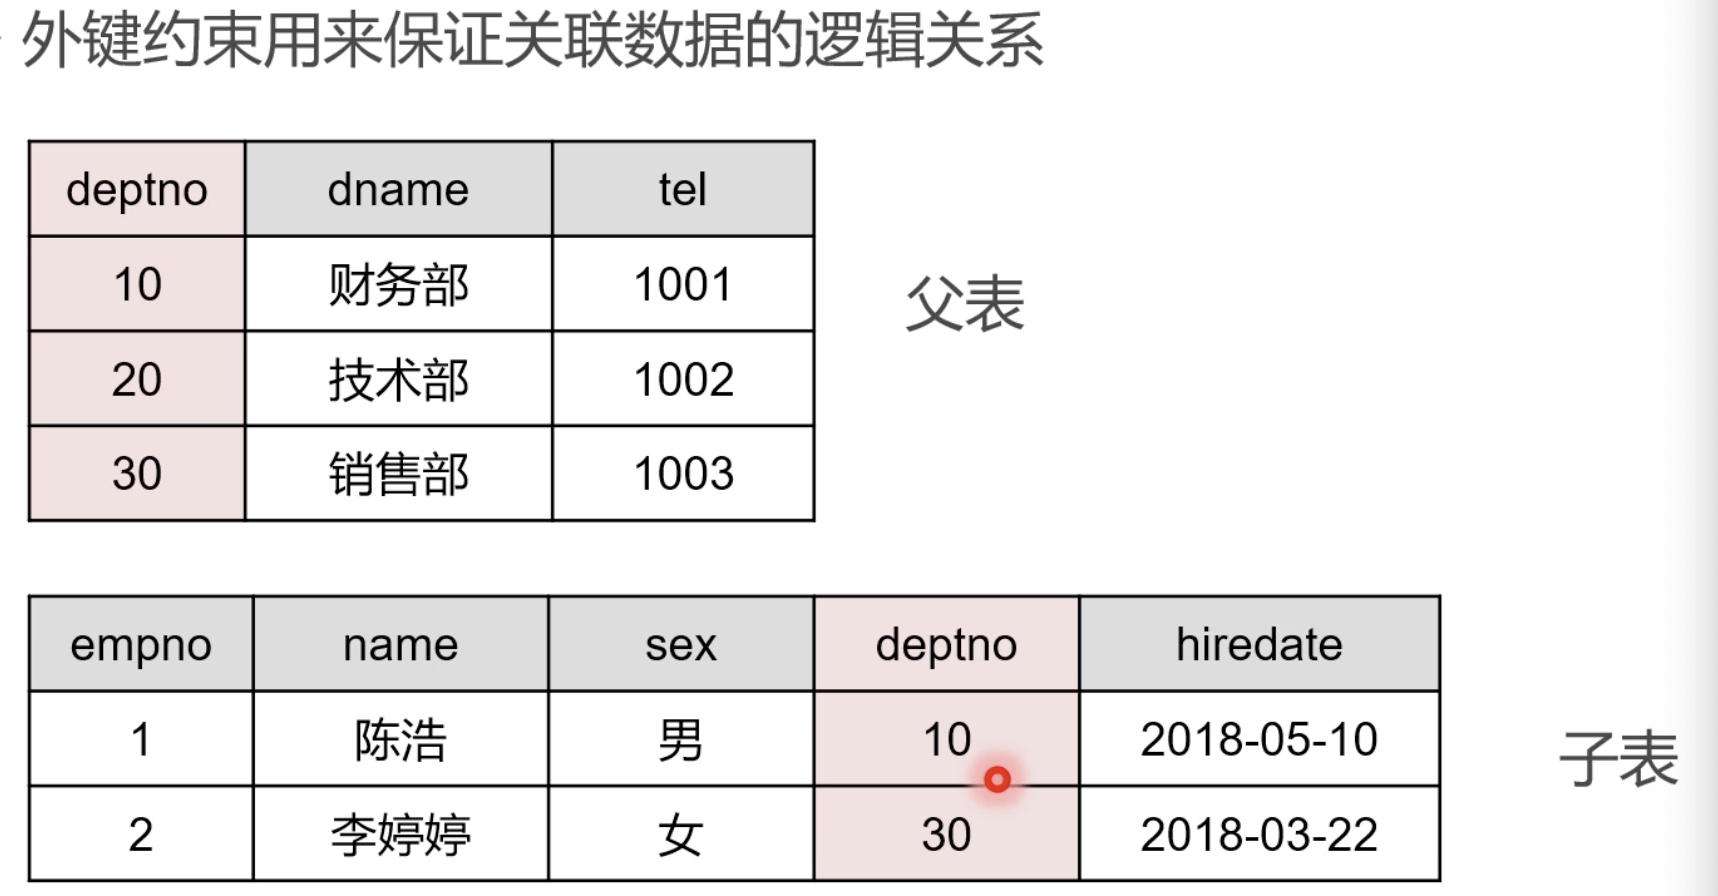 外键约束用来保证关联数据的逻辑关系
deptno dname tel
10 财务部 1001
20 技术部 1002
30 销售部 1003
父表
empno name sex deptno hiredate
1 陈浩 男 10 2018-05-10
2 李婷婷 女 30 2018-03-22
子表